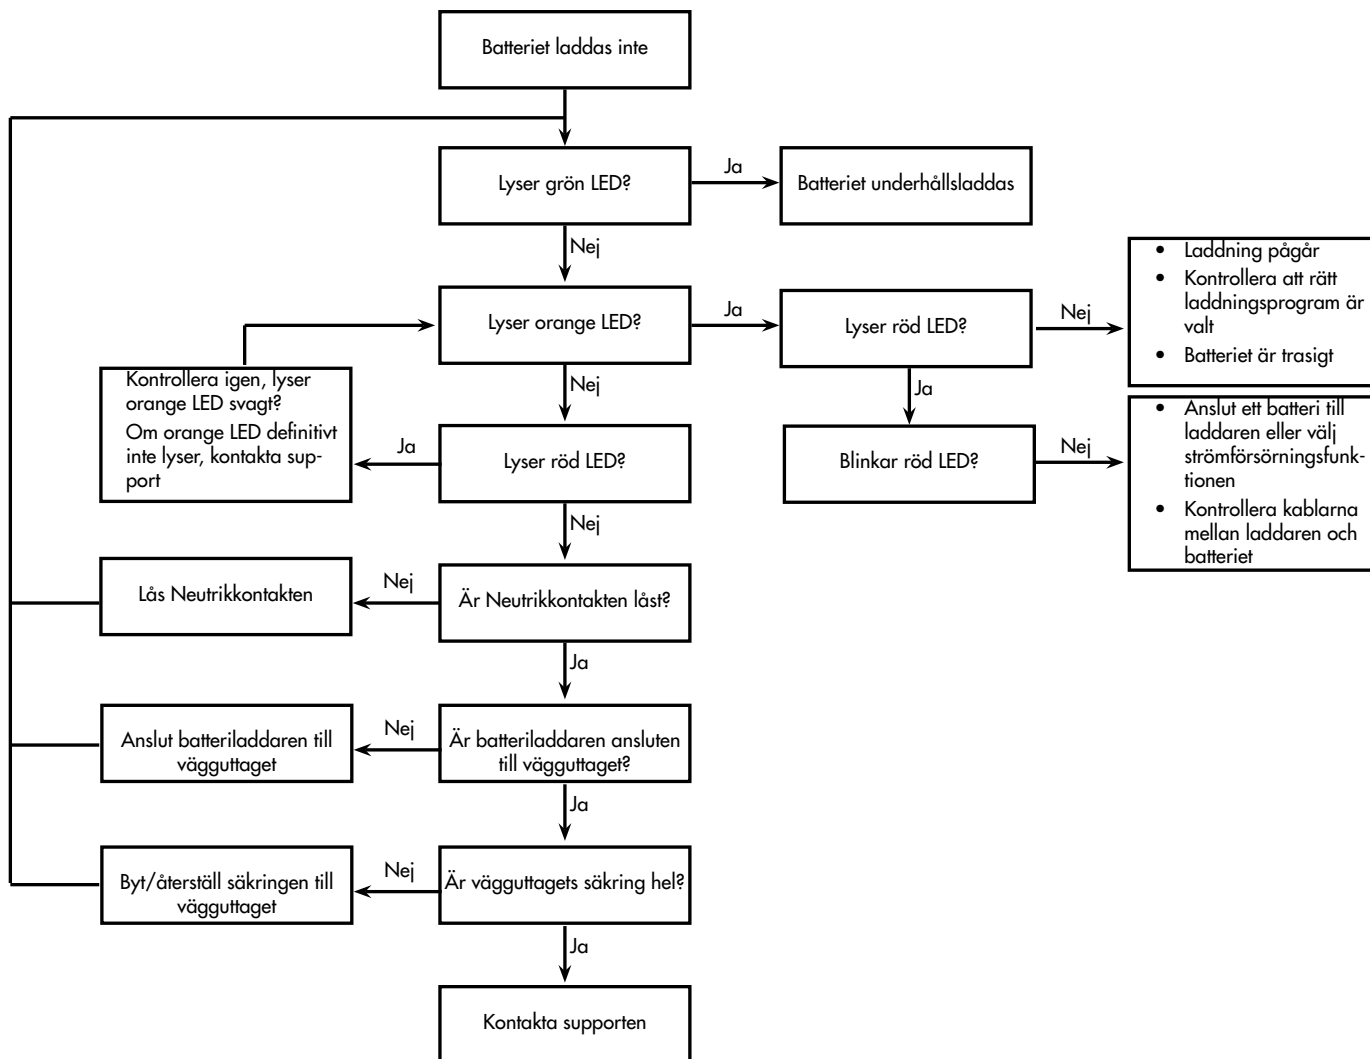 Batteriet laddas inte
Lyser grön LED?
Ja
Batteriet underhållsladdas
Nej
Lyser orange LED?
Ja
Lyser röd LED?
Nej
• Laddning pågår
• Kontrollera att rätt
laddningsprogram är
valt
• Batteriet är trasigt
Ja
Blinkar röd LED?
Nej
• Anslut ett batteri till
laddaren eller välj
strömförsörningsfunk-
tionen
• Kontrollera kablarna
mellan laddaren och
batteriet
Nej
Lyser röd LED?
Ja
Kontrollera igen, lyser
orange LED svagt?
Om orange LED definitivt
inte lyser, kontakta sup-
port
Nej
Är Neutrikkontakten låst?
Nej
Lås Neutrikkontakten
Ja
Är batteriladdaren ansluten
till vägguttaget?
Nej
Anslut batteriladdaren till
vägguttaget
Ja
Är vägguttagets säkring hel?
Nej
Byt/återställ säkringen till
vägguttaget
Ja
Kontakta supporten